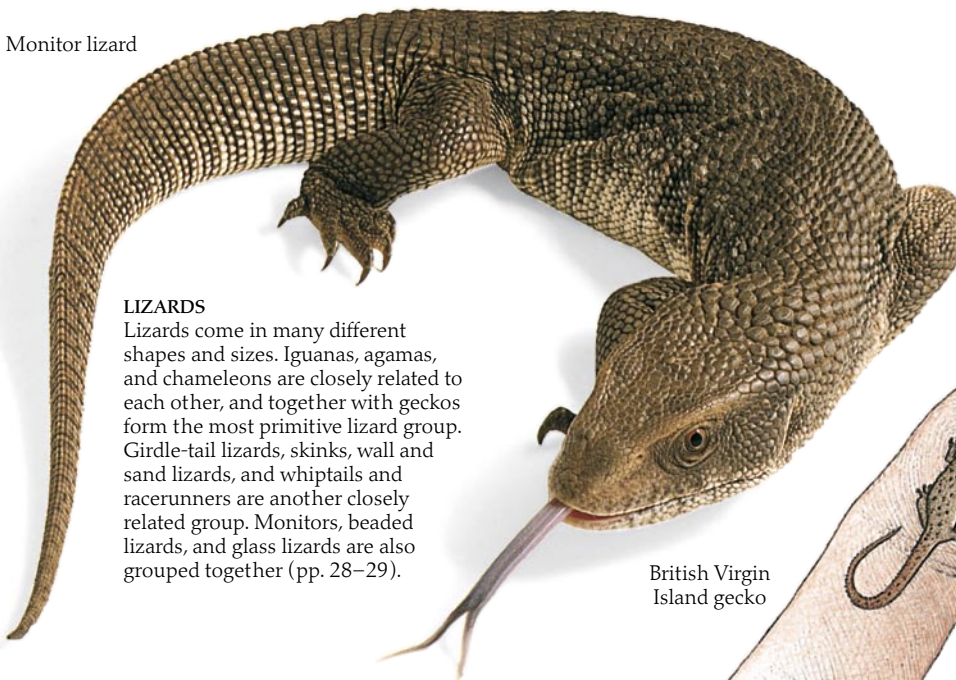 Monitor lizard
LIZARDS
Lizards come in many different
shapes and sizes. Iguanas, agamas,
and chameleons are closely related to
each other, and together with geckos
form the most primitive lizard group.
Girdle-tail lizards, skinks, wall and
sand lizards, and whiptails and
racerunners are another closely
related group. Monitors, beaded
lizards, and glass lizards are also
grouped together (pp. 28–29).
British Virgin
Island gecko